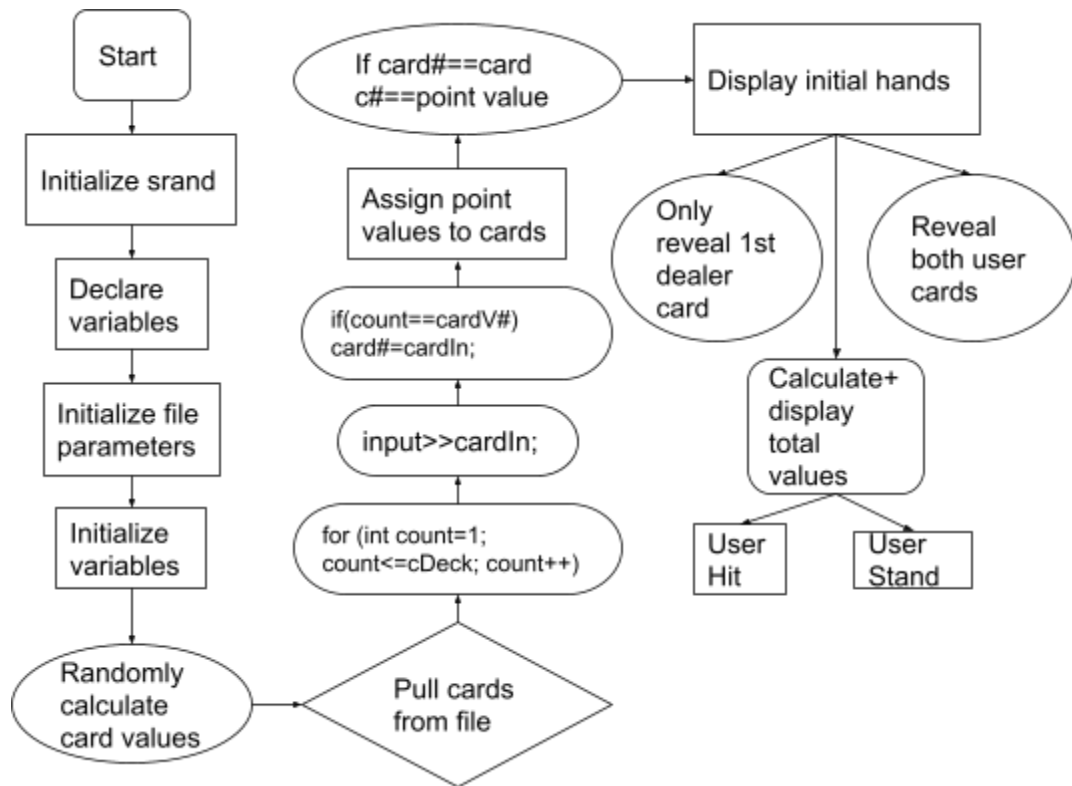 Start
Initialize srand
Declare
variables
Initialize file
parameters
Initialize
variables
Randomly
calculate
card values
Pull cards
from file
for (int count=1;
count<=cDeck; count++)
input>>cardIn;
if(count==cardV#)
card#=cardIn;
Assign point
values to cards
If card#==card
c#==point value
Display initial hands
Only
reveal 1st
dealer
card
Reveal
both user
cards
Calculate+
display
total
values
User
Hit
User
Stand